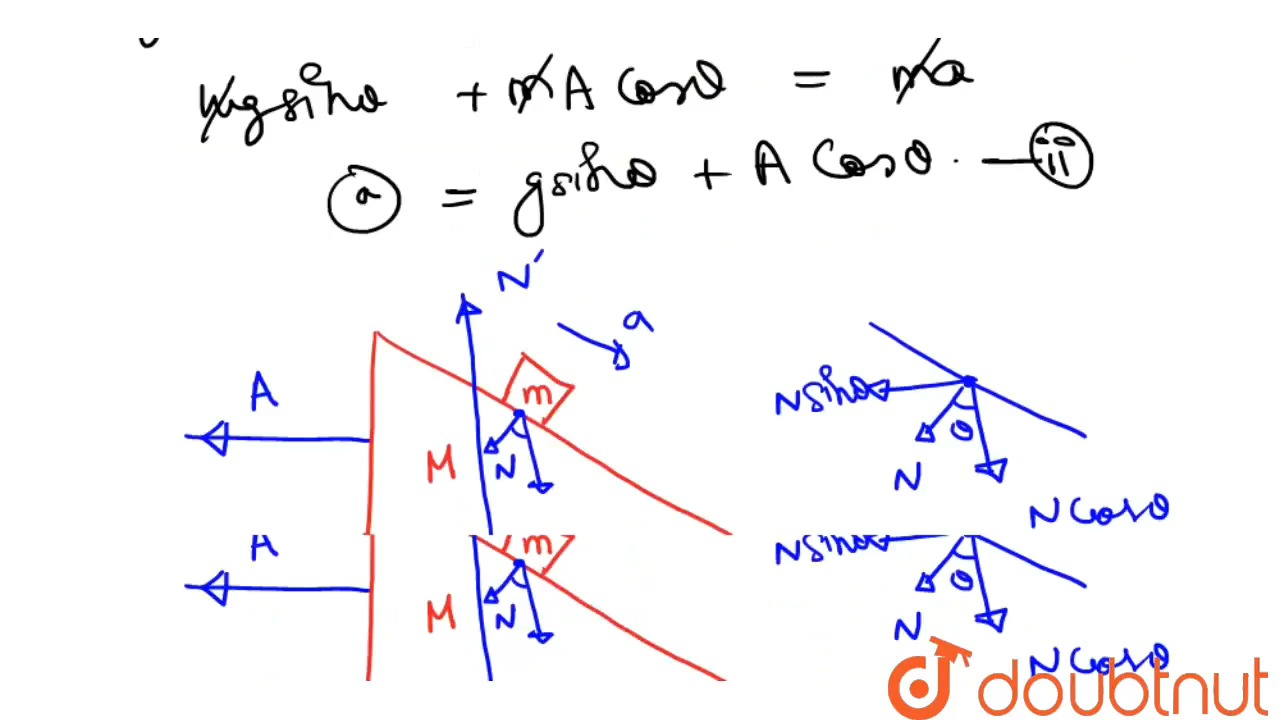 mg sinθ + mA cosθ = ma
a = g sinθ + A cosθ. — II
N'
a
A
m
N sinθ
θ
M
N
N
N cosθ
A
m
N sinθ
θ
M
N
N
N cosθ
doubtnut